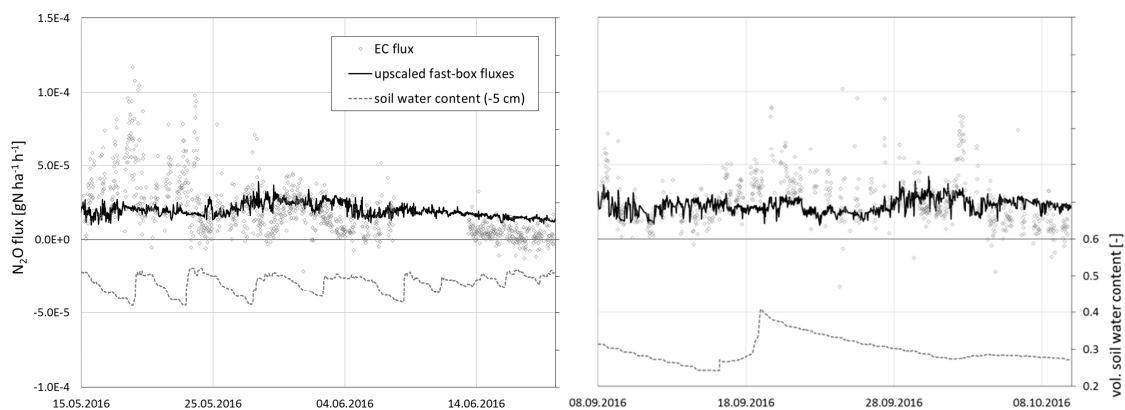 1.5E-4
1.0E-4
5.0E-5
0.0E+0
-5.0E-5
-1.0E-4
N₂O flux [gN ha⁻¹ h⁻¹]
EC flux
upscaled fast-box fluxes
soil water content (-5 cm)
15.05.2016 25.05.2016 04.06.2016 14.06.2016
0.6
0.5
0.4
0.3
0.2
vol. soil water content [-]
08.09.2016 18.09.2016 28.09.2016 08.10.2016